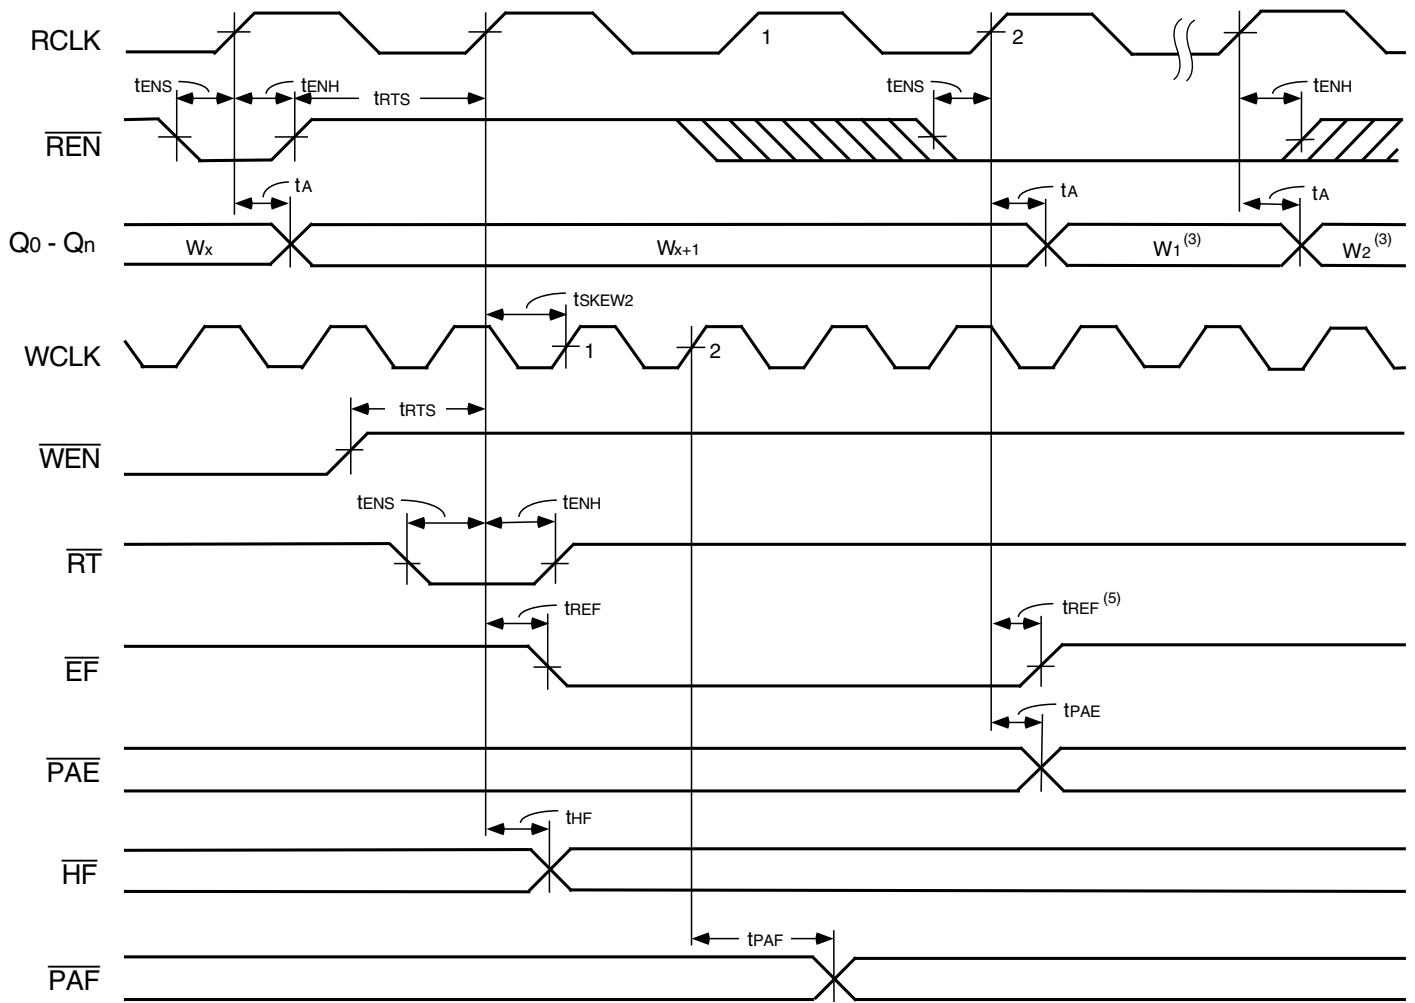 RCLK
1
2
tENS
tENH
tRTS
tENS
tENH
REN
tA
tA
tA
Q0 - Qn
Wx
Wx+1
W1(3)
W2(3)
tSKEW2
WCLK
1
2
tRTS
WEN
tENS
tENH
RT
tREF
tREF(5)
EF
tPAE
PAE
tHF
HF
tPAF
PAF